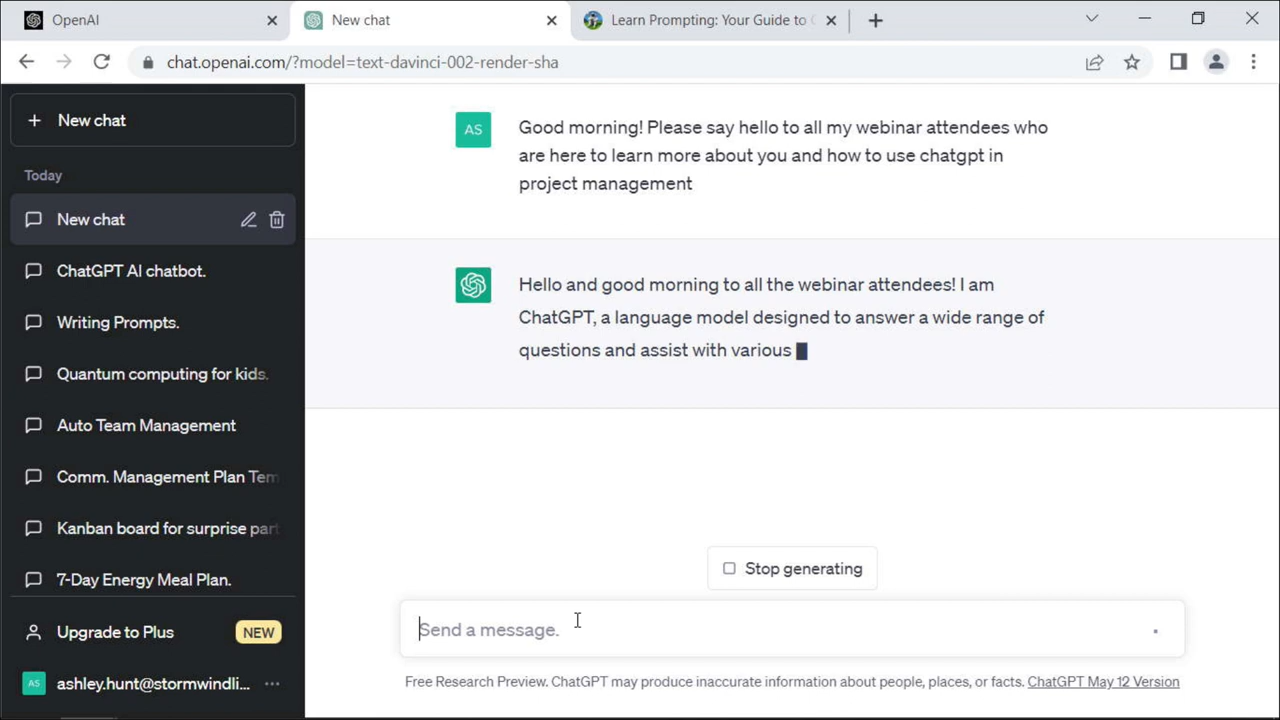 OpenAI
New chat
Learn Prompting: Your Guide to
chat.openai.com/?model=text-davinci-002-render-sha
New chat
Today
New chat
ChatGPT AI chatbot.
Writing Prompts.
Quantum computing for kids.
Auto Team Management
Comm. Management Plan Tem
Kanban board for surprise par
7-Day Energy Meal Plan.
Upgrade to Plus NEW
AS ashley.hunt@stormwindli...
AS
Good morning! Please say hello to all my webinar attendees who
are here to learn more about you and how to use chatgpt in
project management
Hello and good morning to all the webinar attendees! I am
ChatGPT, a language model designed to answer a wide range of
questions and assist with various
Stop generating
Send a message.
Free Research Preview. ChatGPT may produce inaccurate information about people, places, or facts. ChatGPT May 12 Version